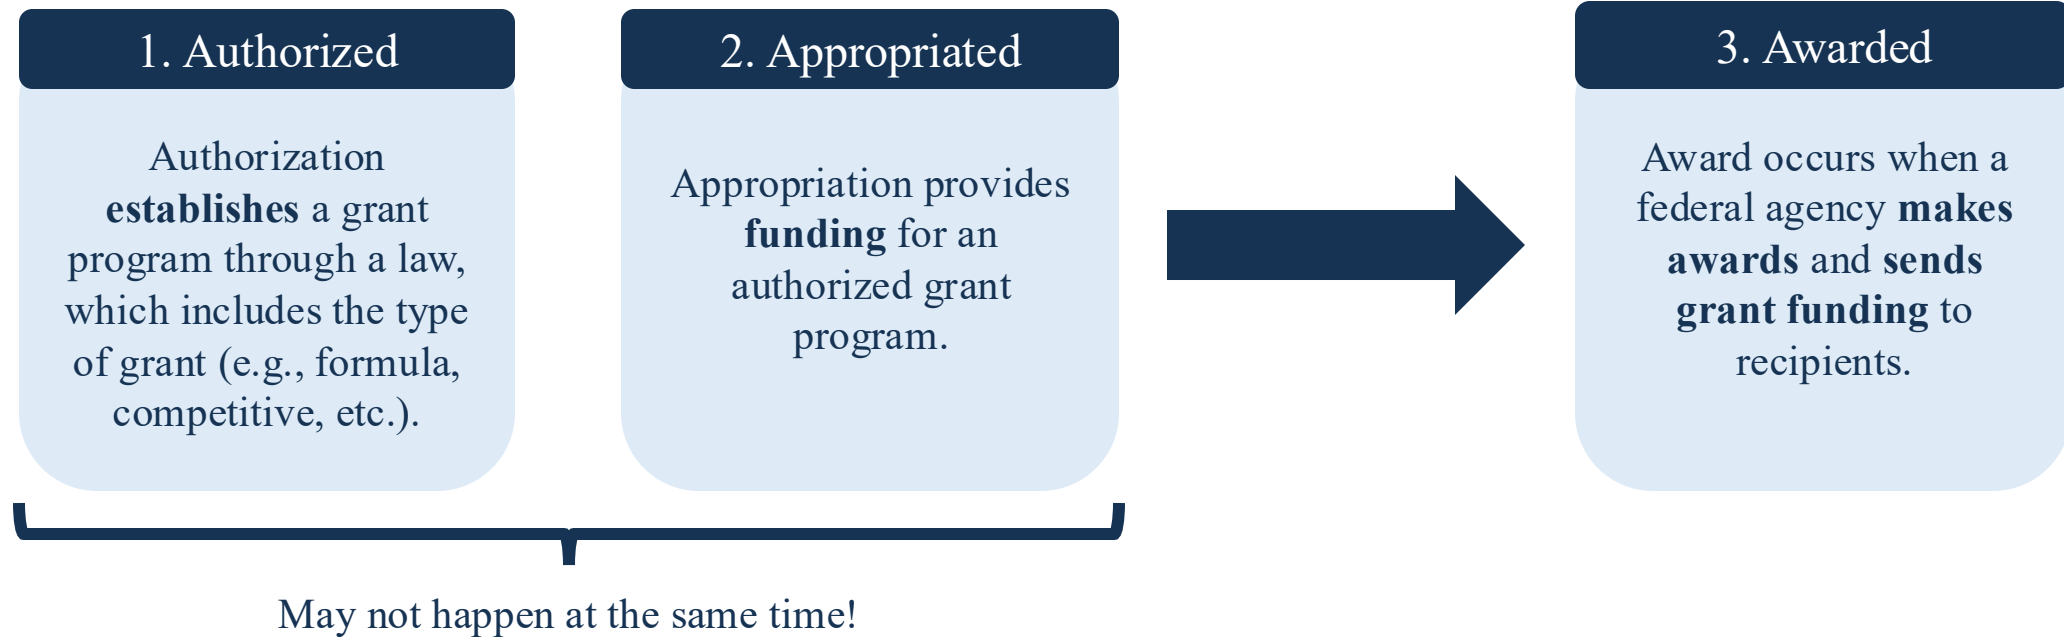 1. Authorized
Authorization
establishes a grant
program through a law,
which includes the type
of grant (e.g., formula,
competitive, etc.).
2. Appropriated
Appropriation provides
funding for an
authorized grant
program.
3. Awarded
Award occurs when a
federal agency makes
awards and sends
grant funding to
recipients.
May not happen at the same time!